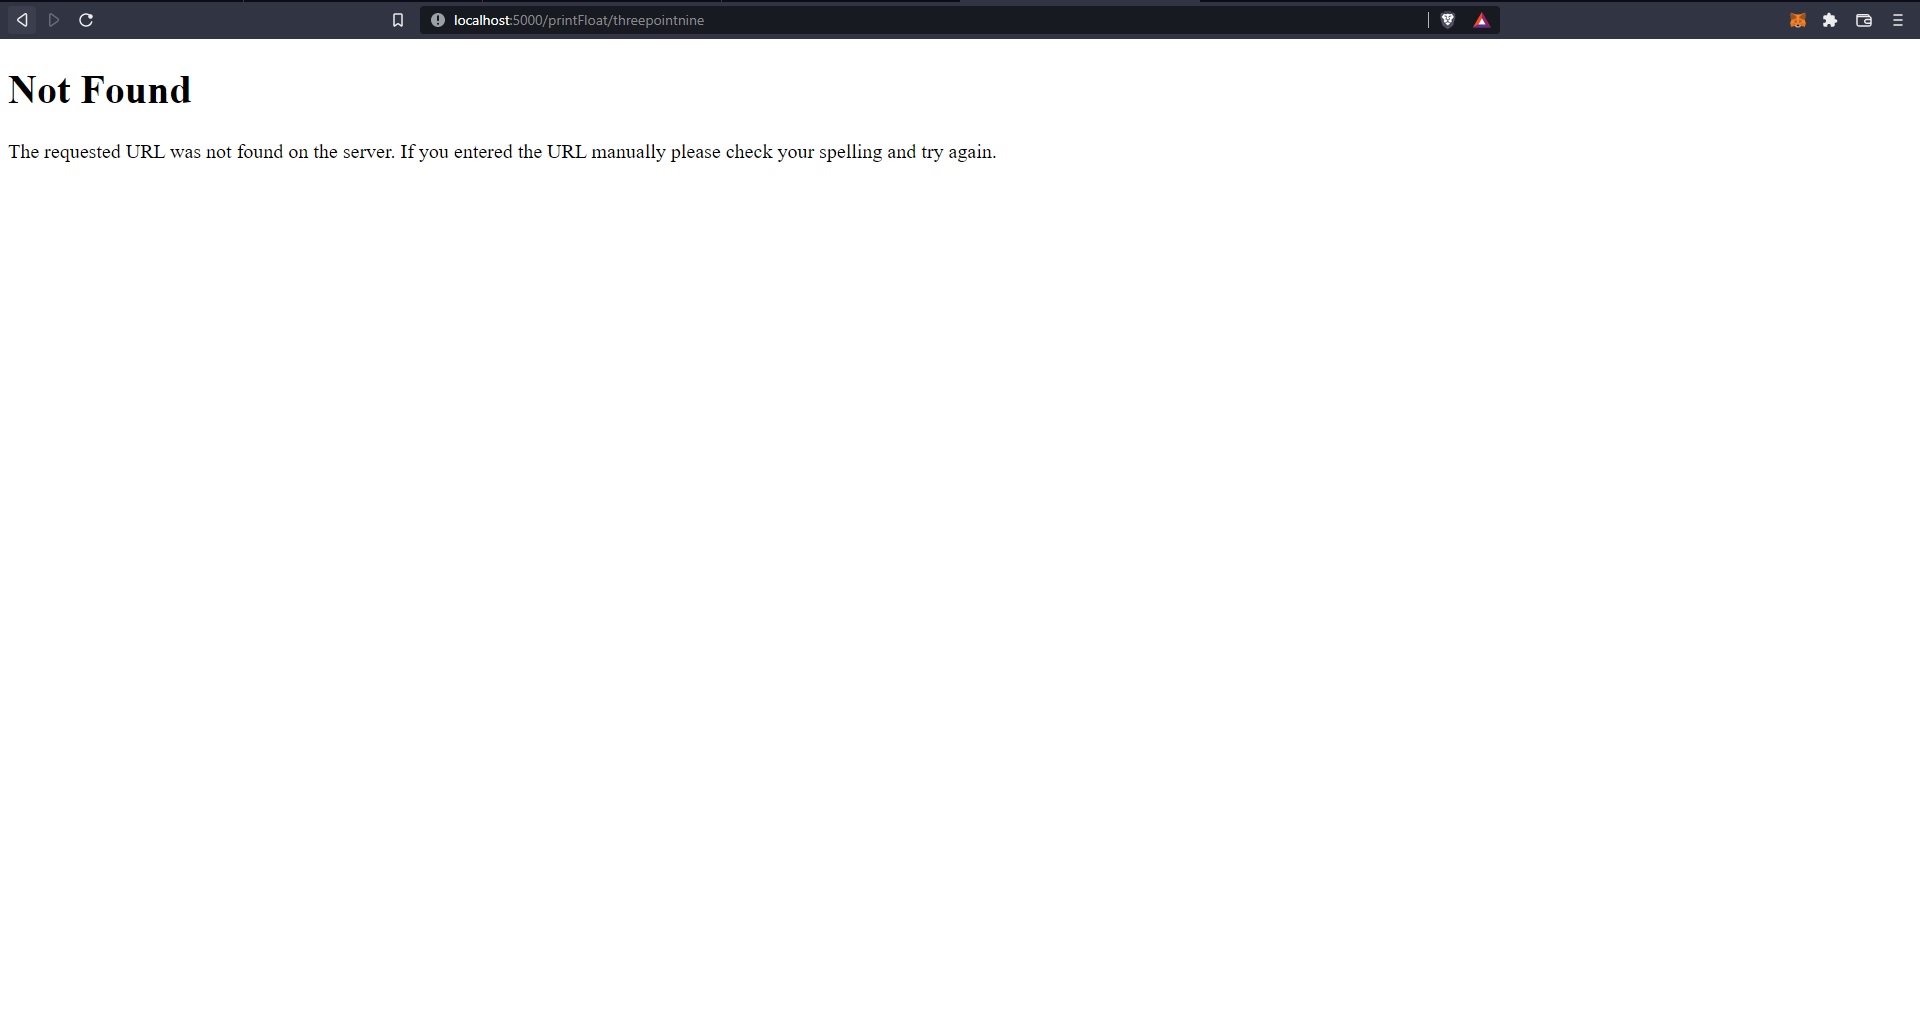 localhost:5000/printFloat/threepointnine
Not Found
The requested URL was not found on the server. If you entered the URL manually please check your spelling and try again.